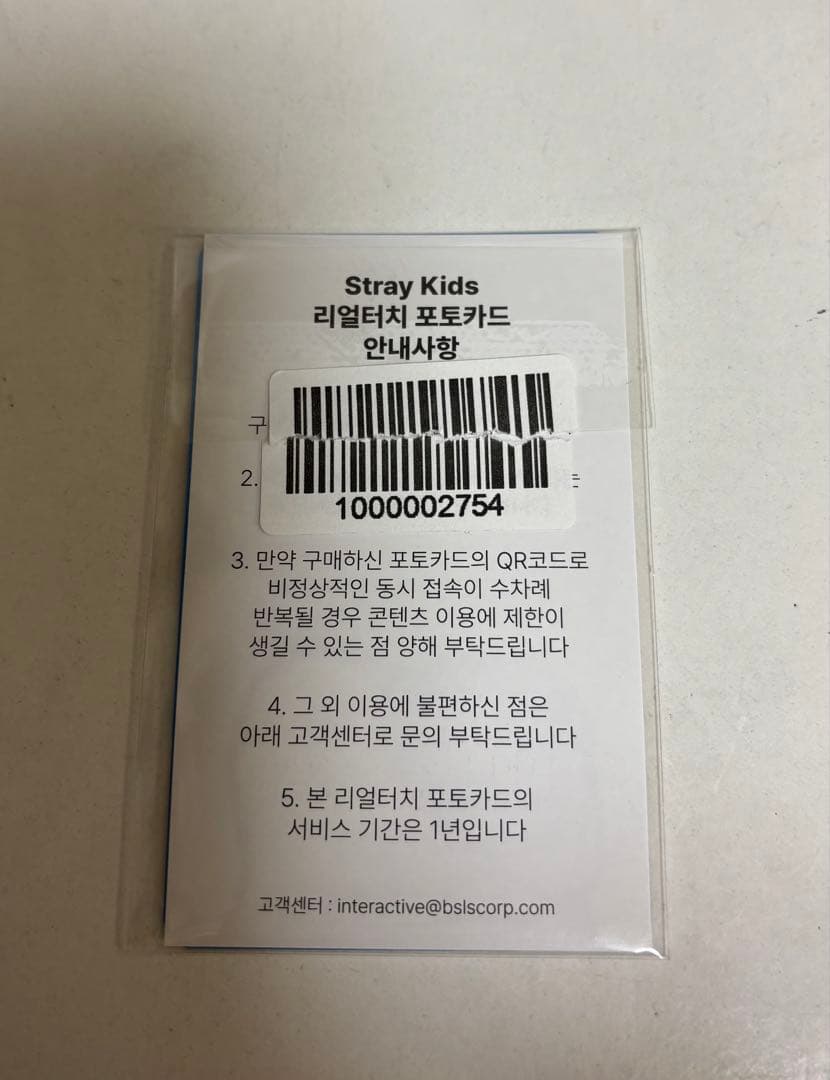 Stray Kids
리얼터치 포토카드
안내사항
구
2.
1000002754
3. 만약 구매하신 포토카드의 QR코드로
비정상적인 동시 접속이 수차례
반복될 경우 콘텐츠 이용에 제한이
생길 수 있는 점 양해 부탁드립니다
4. 그 외 이용에 불편하신 점은
아래 고객센터로 문의 부탁드립니다
5. 본 리얼터치 포토카드의
서비스 기간은 1년입니다
고객센터 : interactive@bslscorp.com